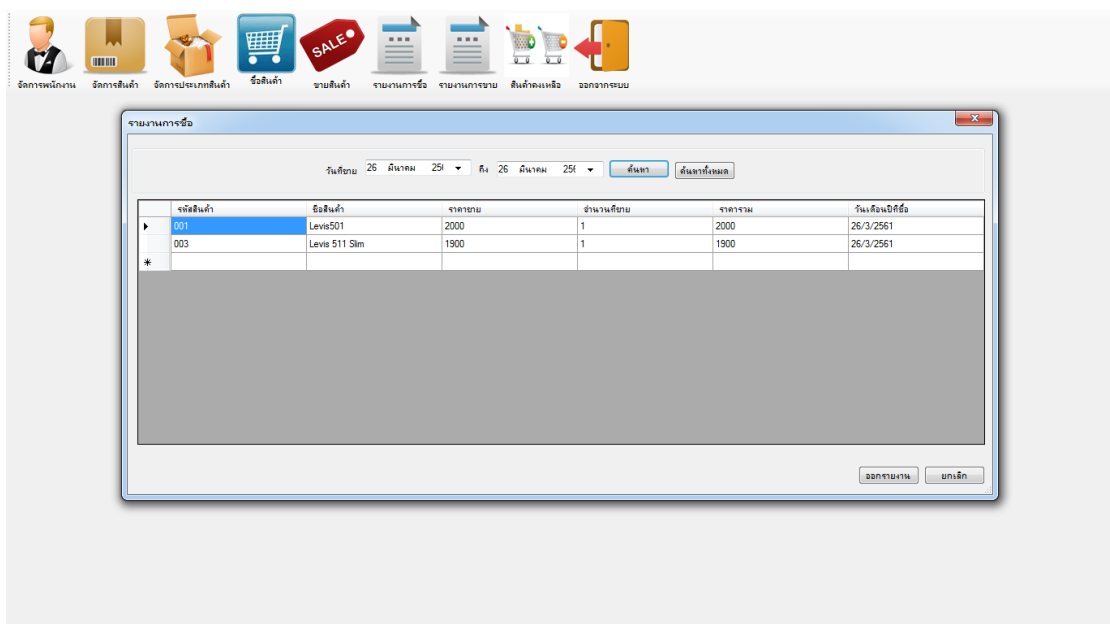 SALE
จัดการพนักงาน จัดการสินค้า จัดการประเภทสินค้า ซื้อสินค้า ขายสินค้า รายงานการซื้อ รายงานการขาย สินค้าคงเหลือ ออกจากระบบ
รายงานการซื้อ
วันที่ขาย 26 มีนาคม 25 ถึง 26 มีนาคม 256 ค้นหา ค้นหาทั้งหมด
รหัสสินค้า ชื่อสินค้า ราคาขาย จำนวนที่ขาย ราคารวม วันเดือนปีที่ซื้อ
001 Levis501 2000 1 2000 26/3/2561
003 Levis 511 Slim 1900 1 1900 26/3/2561
ออกรายงาน ยกเลิก